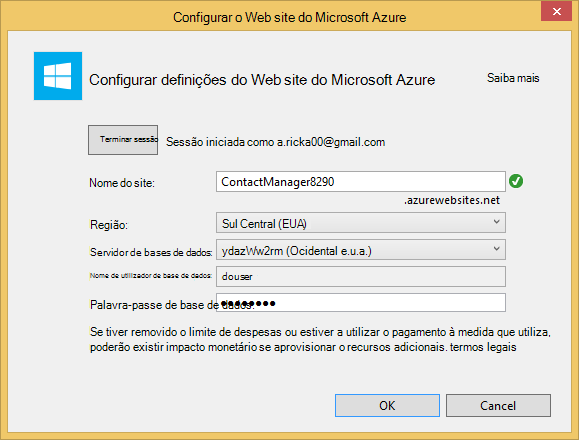 Configurar o Web site do Microsoft Azure
Configurar definições do Web site do Microsoft Azure
Saiba mais
Terminar sessão
Sessão iniciada como a.ricka00@gmail.com
Nome do site:
ContactManager8290
.azurewebsites.net
Região:
Sul Central (EUA)
Servidor de bases de dados:
ydazWw2rm (Ocidental e.u.a.)
Nome de utilizador de base de dados:
douser
Palavra-passe de base de dados:
●●●●●●●●
Se tiver removido o limite de despesas ou estiver a utilizar o pagamento à medida que utiliza,
poderão existir impacto monetário se aprovisionar o recursos adicionais. termos legais
OK
Cancel